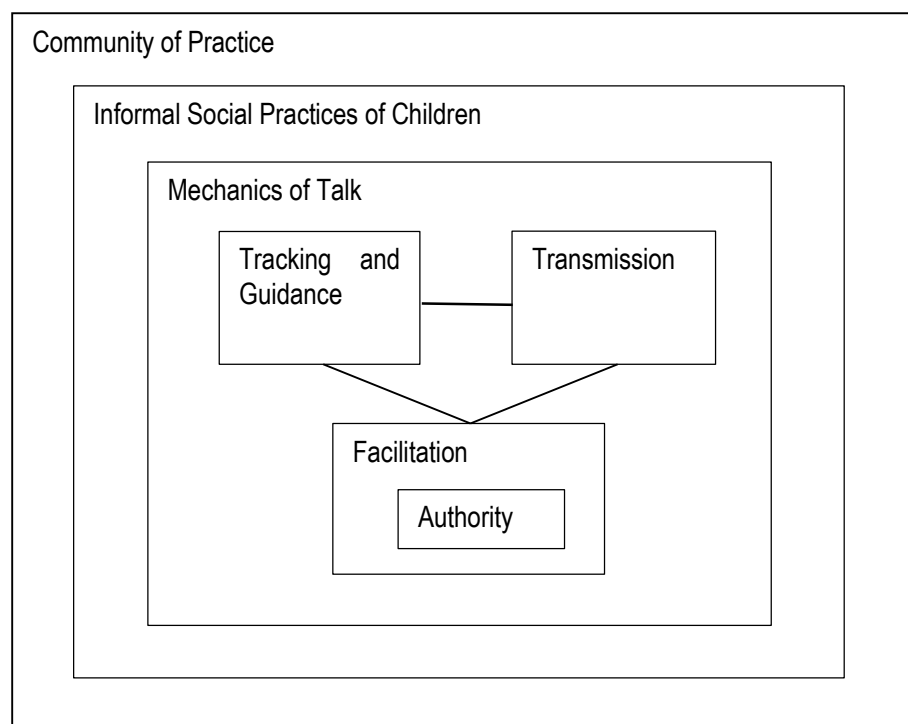 Community of Practice
Informal Social Practices of Children
Mechanics of Talk
Tracking and
Guidance
Transmission
Facilitation
Authority